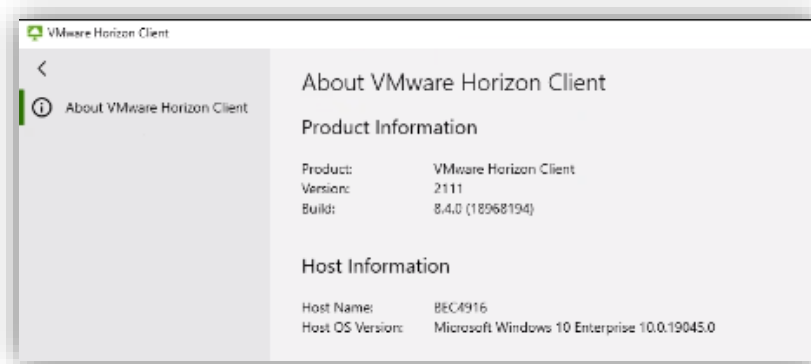 VMware Horizon Client
About VMware Horizon Client
About VMware Horizon Client
Product Information
Product: VMware Horizon Client
Version: 2111
Build: 8.4.0 (18968194)
Host Information
Host Name: BEC4916
Host OS Version: Microsoft Windows 10 Enterprise 10.0.19045.0